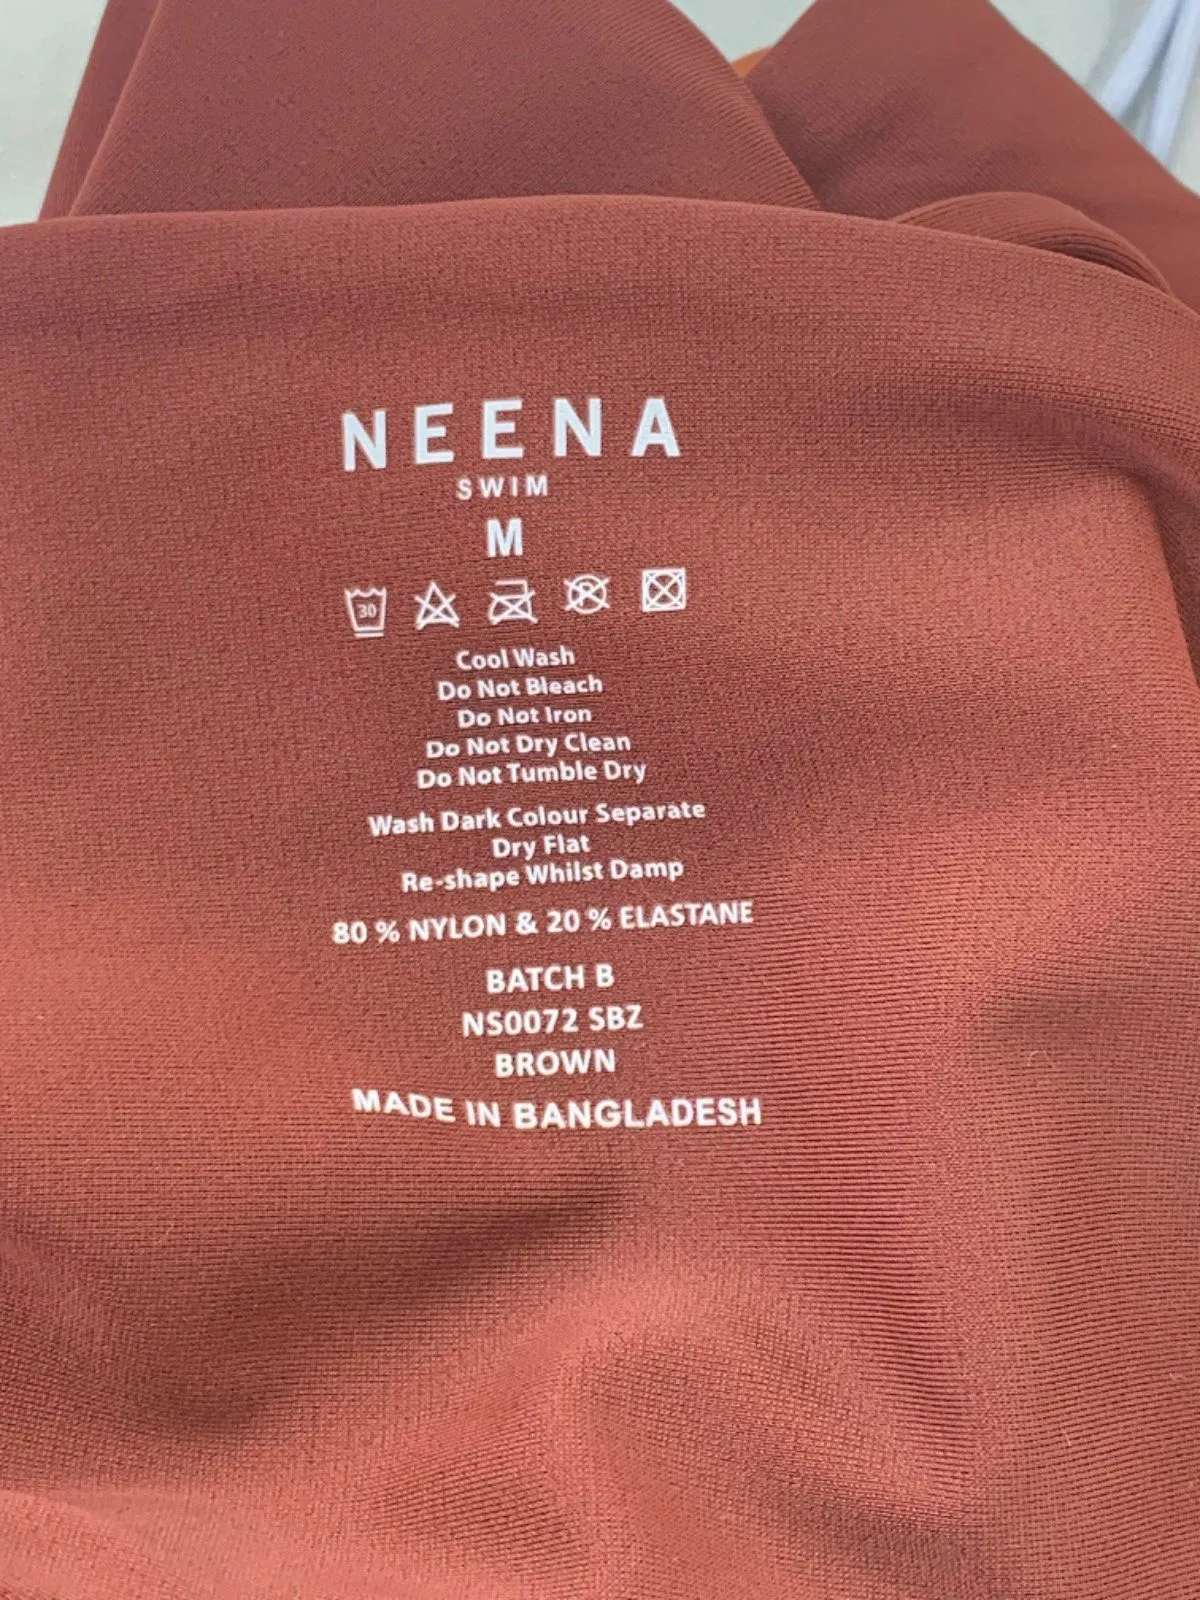 NEENA
SWIM
M
30
P
Cool Wash
Do Not Bleach
Do Not Iron
Do Not Dry Clean
Do Not Tumble Dry
Wash Dark Colour Separate
Dry Flat
Re-shape Whilst Damp
80 % NYLON & 20 % ELASTANE
BATCH B
NS0072 SBZ
BROWN
MADE IN BANGLADESH